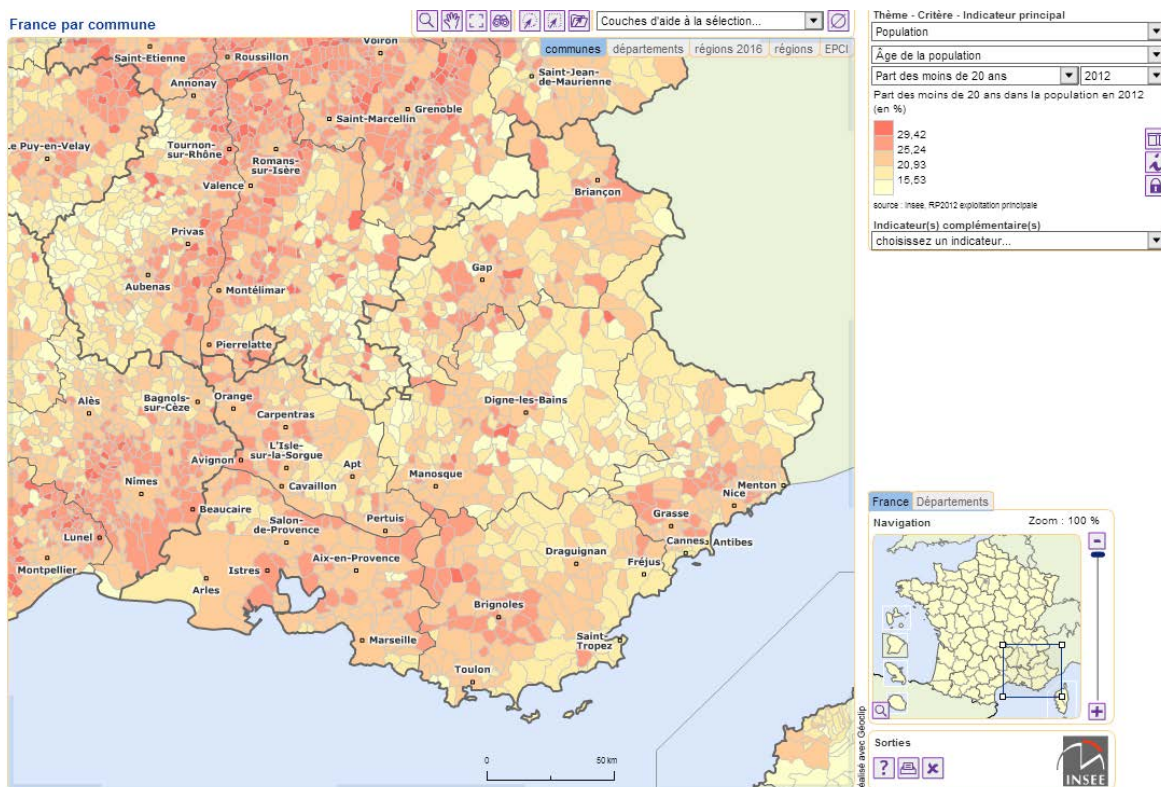 France par commune
Couches d'aide à la sélection...
communes
départements
régions 2016
régions
EPCI
Thème - Critère - Indicateur principal
Population
Âge de la population
Part des moins de 20 ans
2012
Part des moins de 20 ans dans la population en 2012
(en %)
29,42
25,24
20,93
15,53
source : Insee, RP2012 exploitation principale
Indicateur(s) complémentaire(s)
choisissez un indicateur...
Saint-Etienne
Roussillon
Voiron
Annonay
Saint-Jean-
de-Maurienne
Grenoble
Saint-Marcellin
Le Puy-en-Velay
Tournon-
sur-Rhône
Romans-
sur-Isère
Valence
Briançon
Privas
Gap
Aubenas
Montélimar
Pierrelatte
Alès
Bagnols-
sur-Cèze
Orange
Carpentras
Digne-les-Bains
L'Isle-
sur-la-Sorgue
Avignon
Apt
Nimes
Cavaillon
Manosque
Menton
Nice
Beaucaire
Salon-
de-Provence
Pertuis
Grasse
Lunel
Cannes
Antibes
Montpellier
Aix-en-Provence
Draguignan
Fréjus
Istres
Arles
Brignoles
Marseille
Saint-
Tropez
Toulon
0
50 km
réalisé avec Géoclip
France
Départements
Navigation
Zoom : 100 %
Sorties
?
INSEE